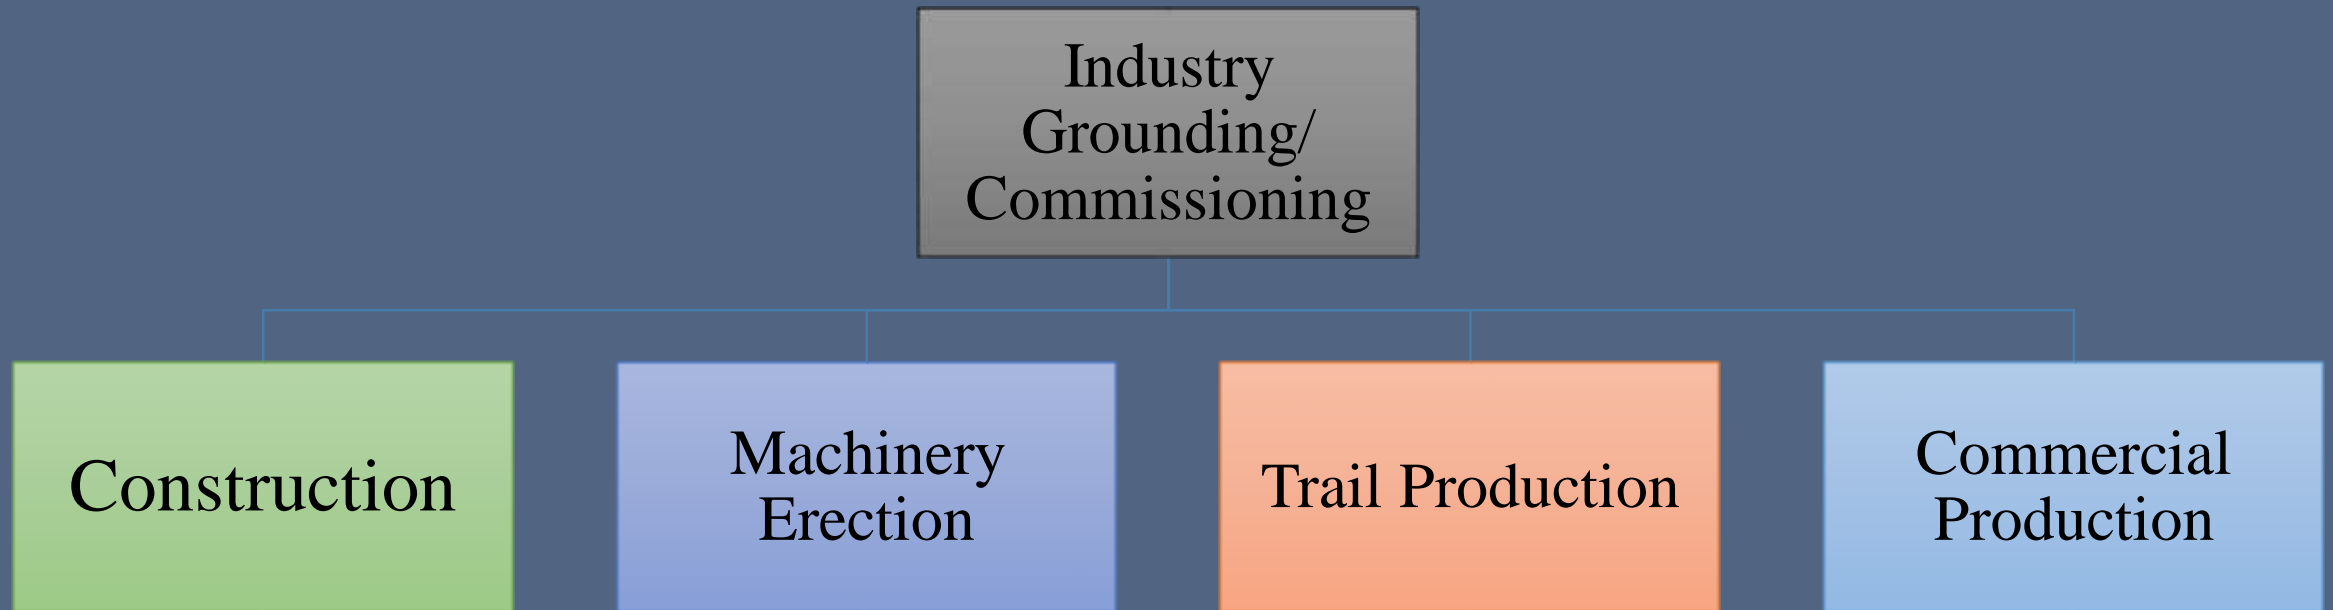 Industry
Grounding/
Commissioning
Construction
Machinery
Erection
Trail Production
Commercial
Production